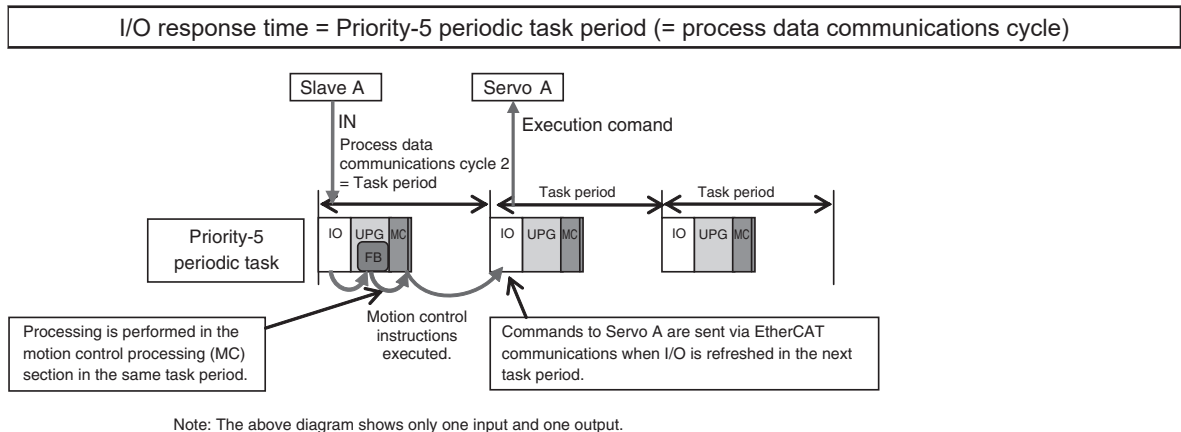 I/O response time = Priority-5 periodic task period (= process data communications cycle)
Slave A
Servo A
IN
Execution comand
Process data
communications cycle 2
= Task period
Task period
Task period
Priority-5
periodic task
IO
UPG
MC
FB
IO
UPG
MC
IO
UPG
MC
Processing is performed in the
motion control processing (MC)
section in the same task period.
Motion control
instructions
executed.
Commands to Servo A are sent via EtherCAT
communications when I/O is refreshed in the next
task period.
Note: The above diagram shows only one input and one output.